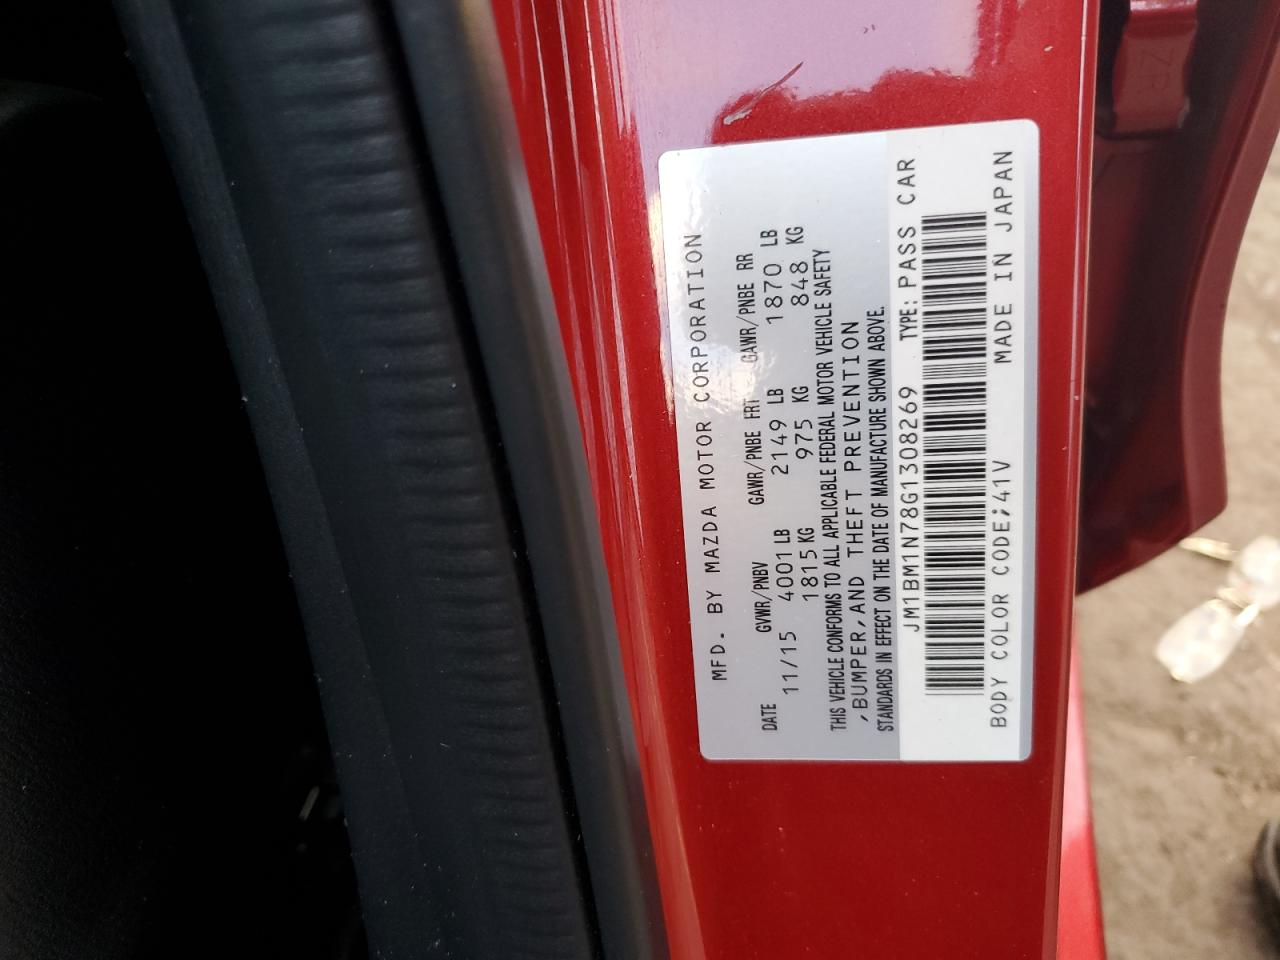 MFD. BY MAZDA MOTOR CORPORATION
DATE GVWR/PNBV GAWR/PNBE FRT GAWR/PNBE RR
11/15 4001 LB 2149 LB 1870 LB
1815 KG 975 KG 848 KG
THIS VEHICLE CONFORMS TO ALL APPLICABLE FEDERAL MOTOR VEHICLE SAFETY
,BUMPER,AND THEFT PREVENTION
STANDARDS IN EFFECT ON THE DATE OF MANUFACTURE SHOWN ABOVE.
JM1BM1N78G1308269 TYPE: PASS CAR
BODY COLOR CODE;41V MADE IN JAPAN
ZR